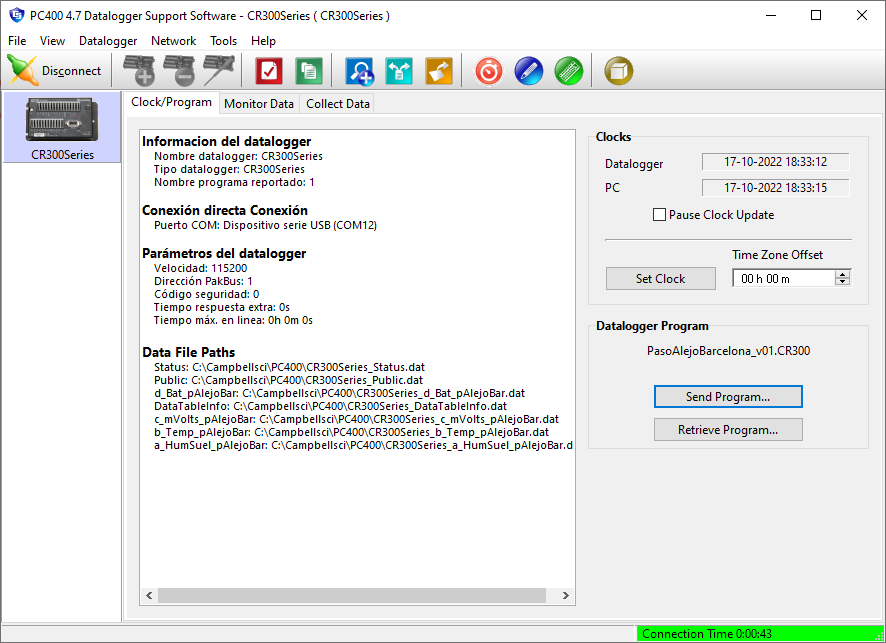 PC400 4.7 Datalogger Support Software - CR300Series ( CR300Series )
File View Datalogger Network Tools Help
Disconnect
CR300Series
Clock/Program Monitor Data Collect Data
Informacion del datalogger
Nombre datalogger: CR300Series
Tipo datalogger: CR300Series
Nombre programa reportado: 1
Conexión directa Conexión
Puerto COM: Dispositivo serie USB (COM12)
Parámetros del datalogger
Velocidad: 115200
Dirección PakBus: 1
Código seguridad: 0
Tiempo respuesta extra: 0s
Tiempo máx. en linea: 0h 0m 0s
Data File Paths
Status: C:\Campbellsci\PC400\CR300Series_Status.dat
Public: C:\Campbellsci\PC400\CR300Series_Public.dat
d_Bat_pAlejoBar: C:\Campbellsci\PC400\CR300Series_d_Bat_pAlejoBar.dat
DataTableInfo: C:\Campbellsci\PC400\CR300Series_DataTableInfo.dat
c_mVolts_pAlejoBar: C:\Campbellsci\PC400\CR300Series_c_mVolts_pAlejoBar.dat
b_Temp_pAlejoBar: C:\Campbellsci\PC400\CR300Series_b_Temp_pAlejoBar.dat
a_HumSuel_pAlejoBar: C:\Campbellsci\PC400\CR300Series_a_HumSuel_pAlejoBar.d
Clocks
Datalogger 17-10-2022 18:33:12
PC 17-10-2022 18:33:15
Pause Clock Update
Time Zone Offset
Set Clock 00 h 00 m
Datalogger Program
PasoAlejoBarcelona_v01.CR300
Send Program...
Retrieve Program...
Connection Time 0:00:43